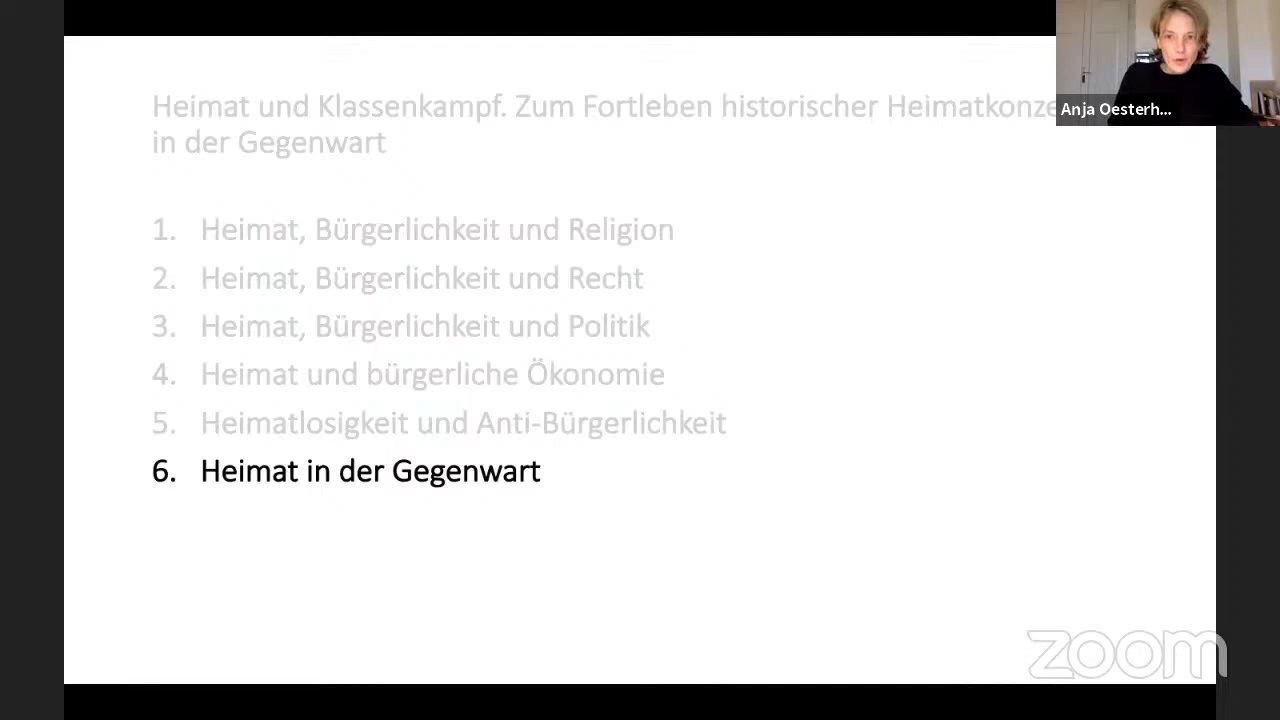 Heimat und Klassenkampf. Zum Fortleben historischer Heimatkonze
in der Gegenwart
1. Heimat, Bürgerlichkeit und Religion
2. Heimat, Bürgerlichkeit und Recht
3. Heimat, Bürgerlichkeit und Politik
4. Heimat und bürgerliche Ökonomie
5. Heimatlosigkeit und Anti-Bürgerlichkeit
6. Heimat in der Gegenwart
Anja Oesterh...
zoom